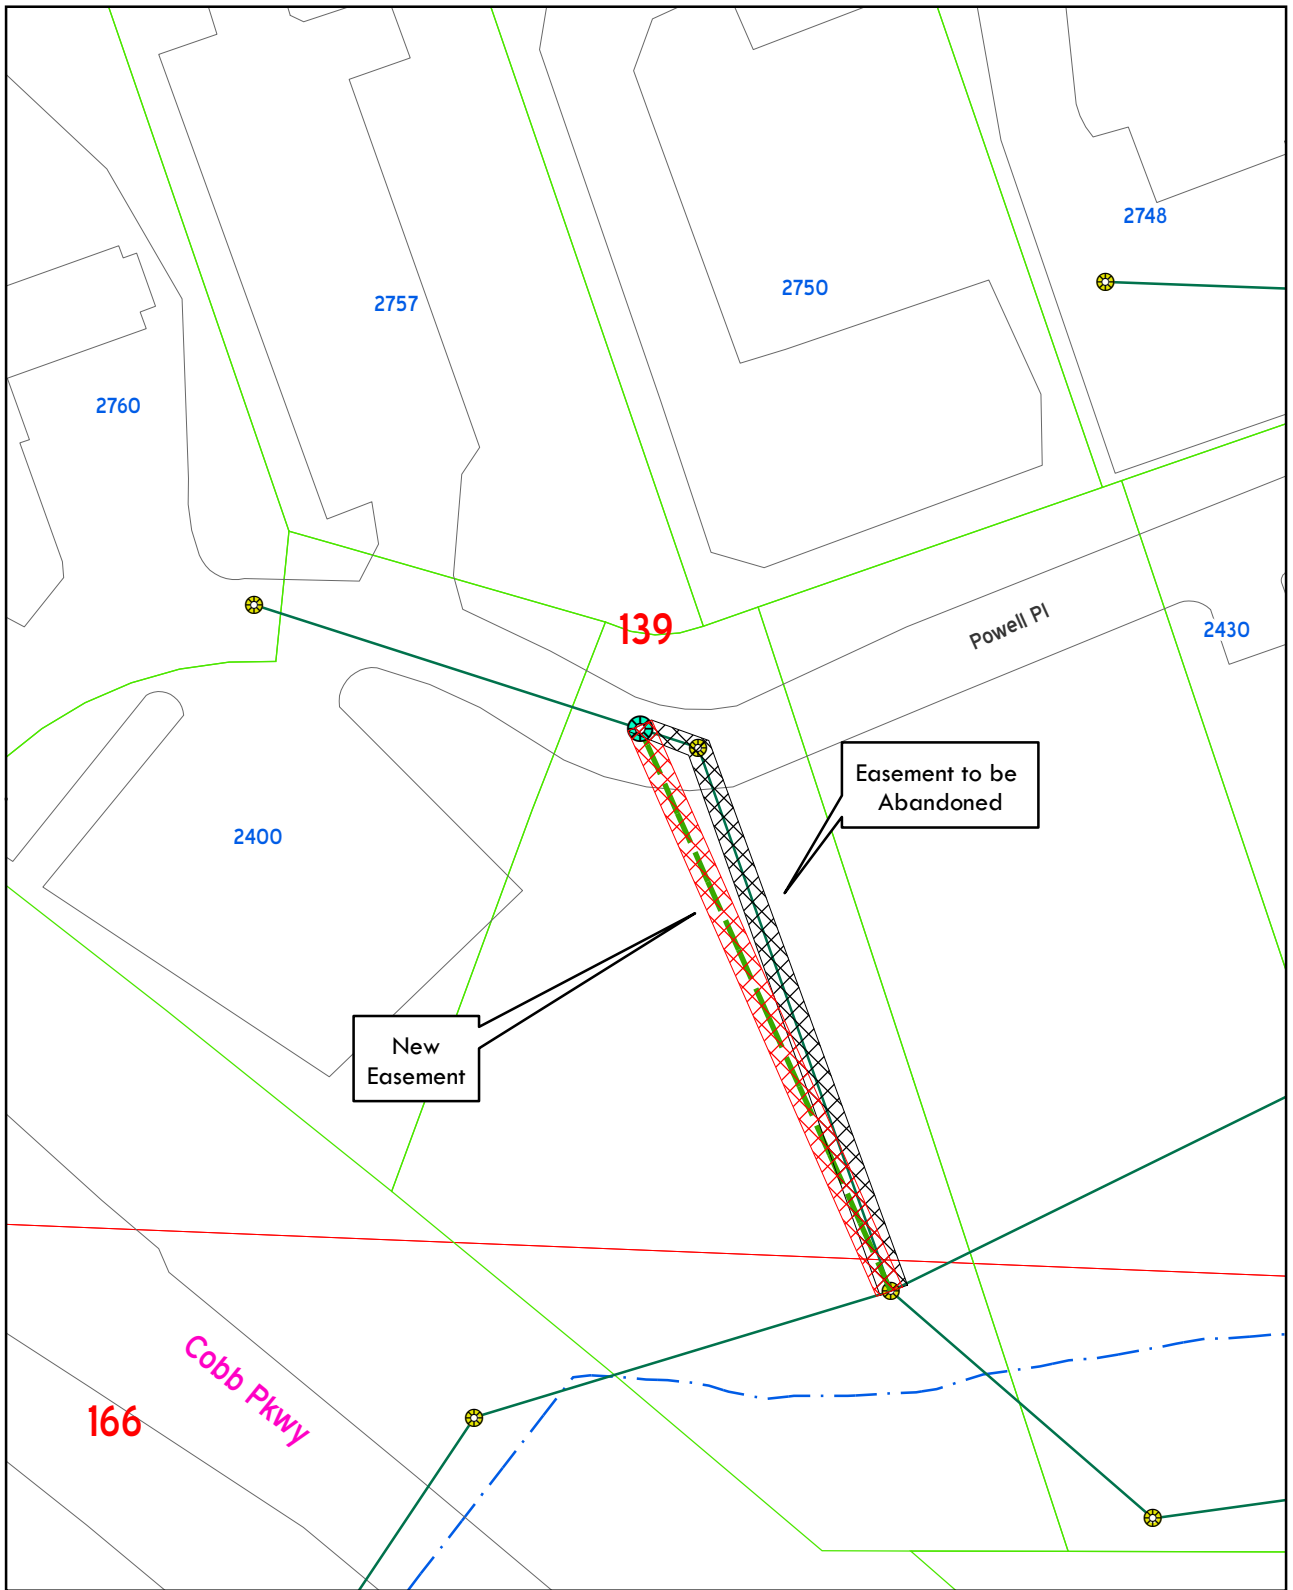 2748
2750
2757
2760
139
Powell Pl
2430
Easement to be
Abandoned
2400
New
Easement
Cobb Pkwy
166